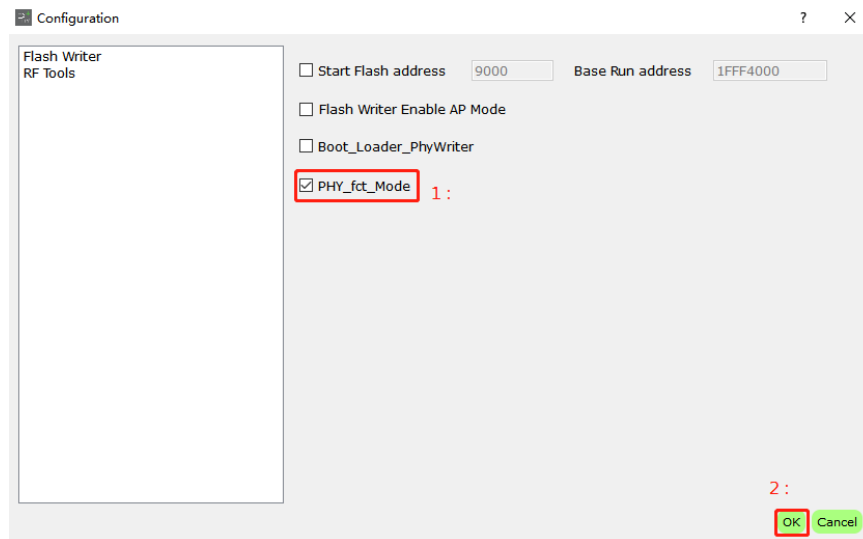 Configuration
?
Flash Writer
RF Tools
Start Flash address 9000 Base Run address 1FFF4000
Flash Writer Enable AP Mode
Boot_Loader_PhyWriter
PHY_fct_Mode
1:
2:
OK Cancel